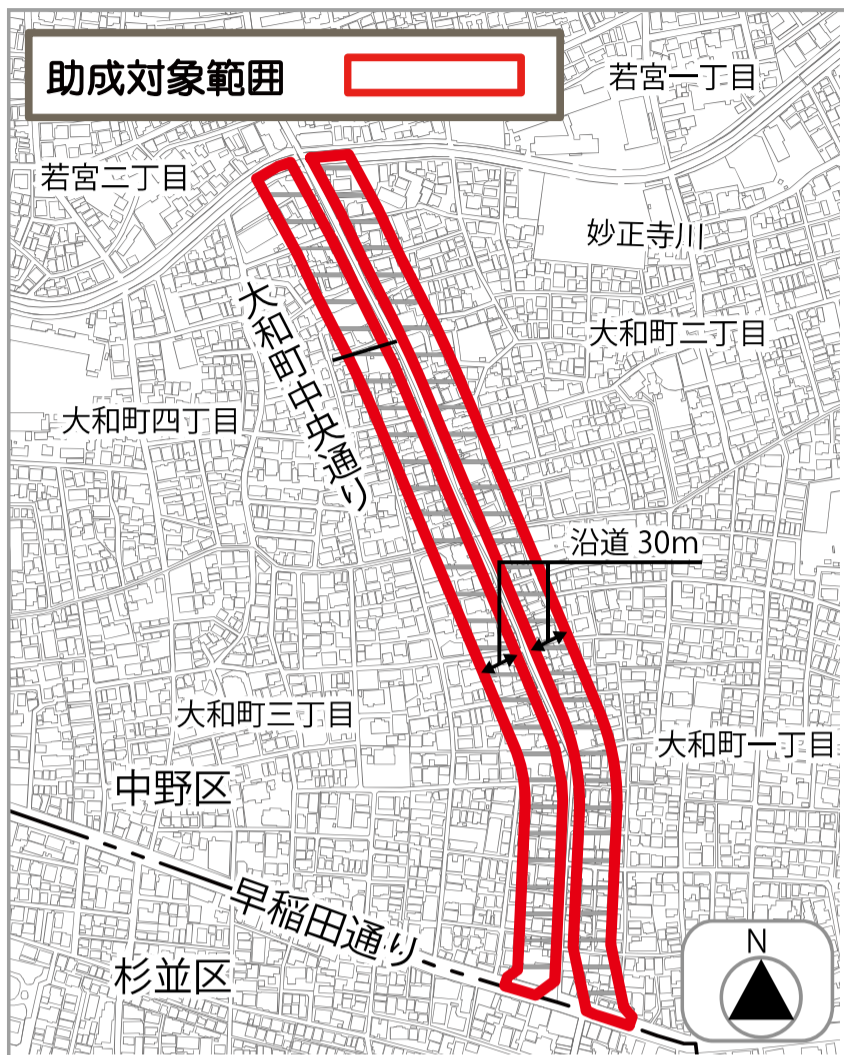 助成対象範囲
若宮一丁目
若宮二丁目
妙正寺川
大和町中央通り
大和町二丁目
大和町四丁目
沿道 30m
大和町三丁目
大和町一丁目
中野区
早稲田通り
杉並区
N